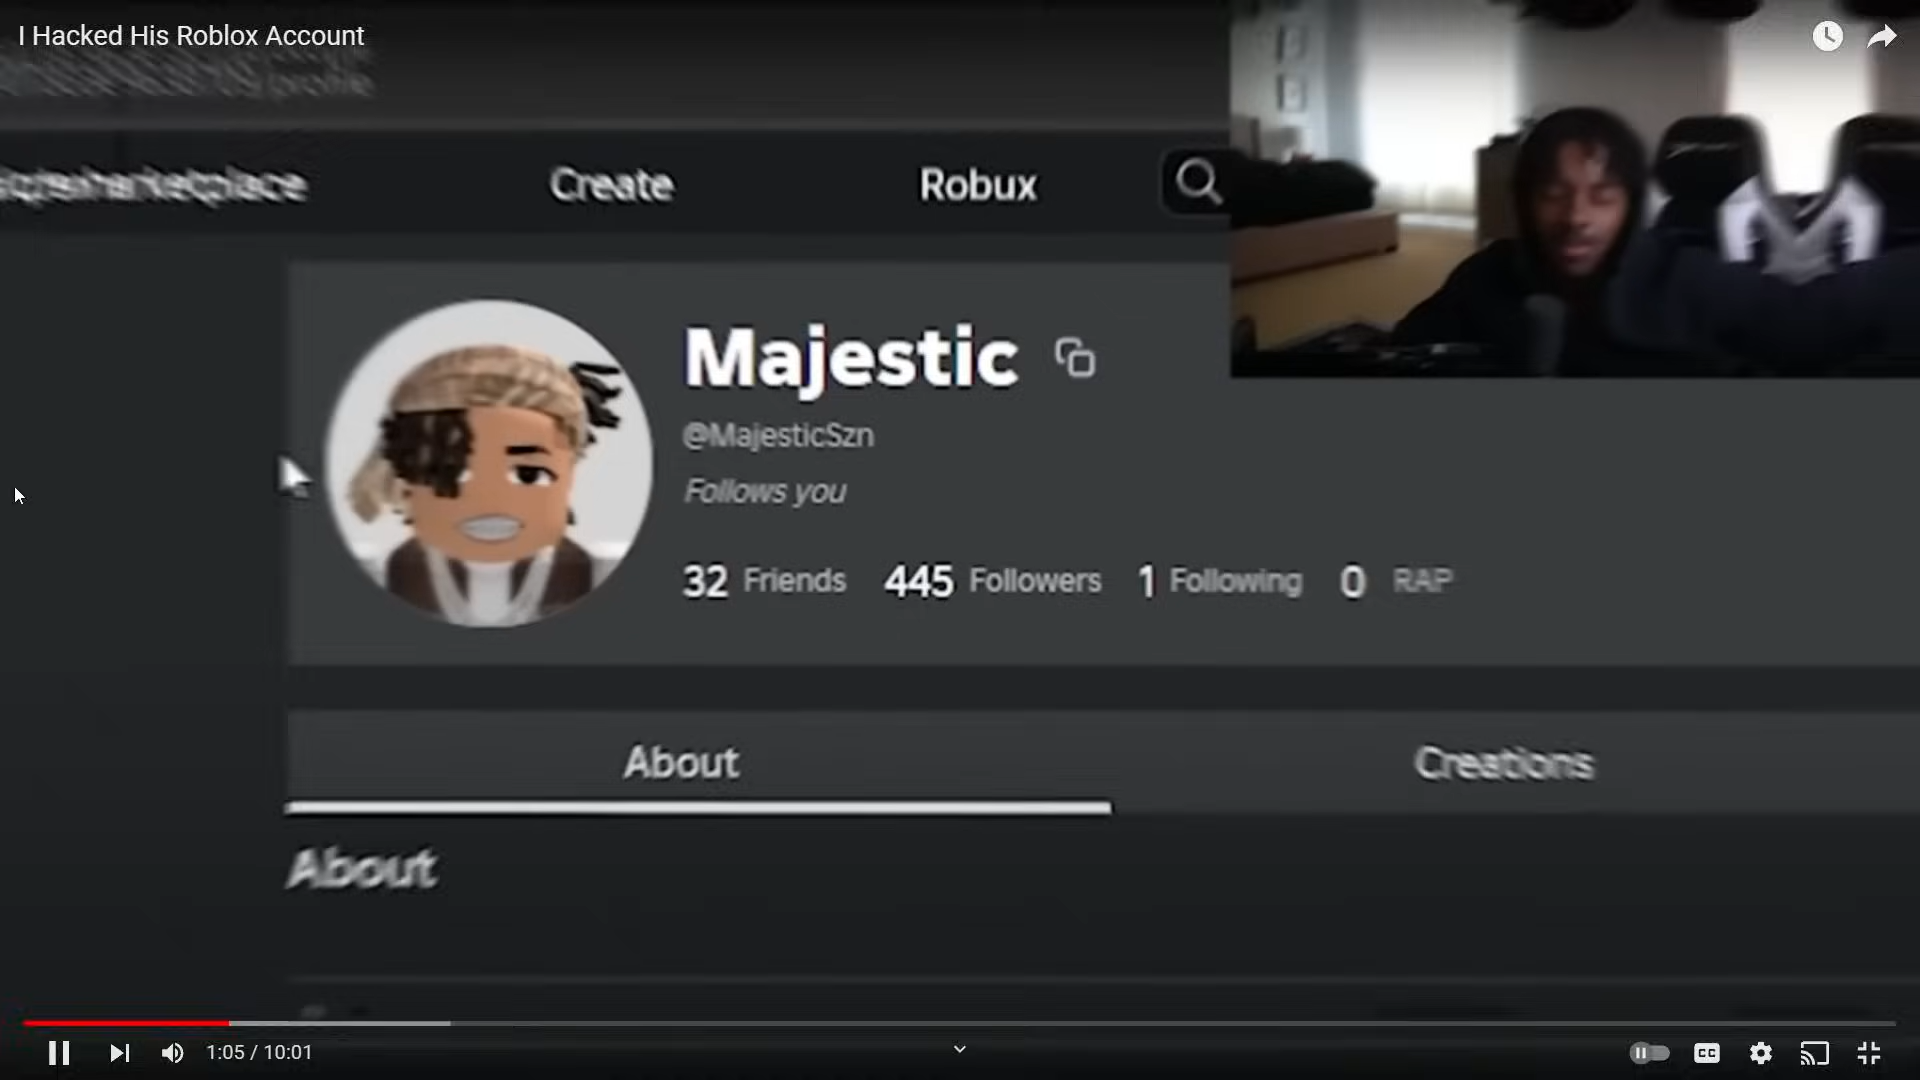 I Hacked His Roblox Account
Create
Robux
Majestic
@MajesticSzn
Follows you
32 Friends 445 Followers 1 Following 0 RAP
About
Creations
About
1:05 / 10:01
CC